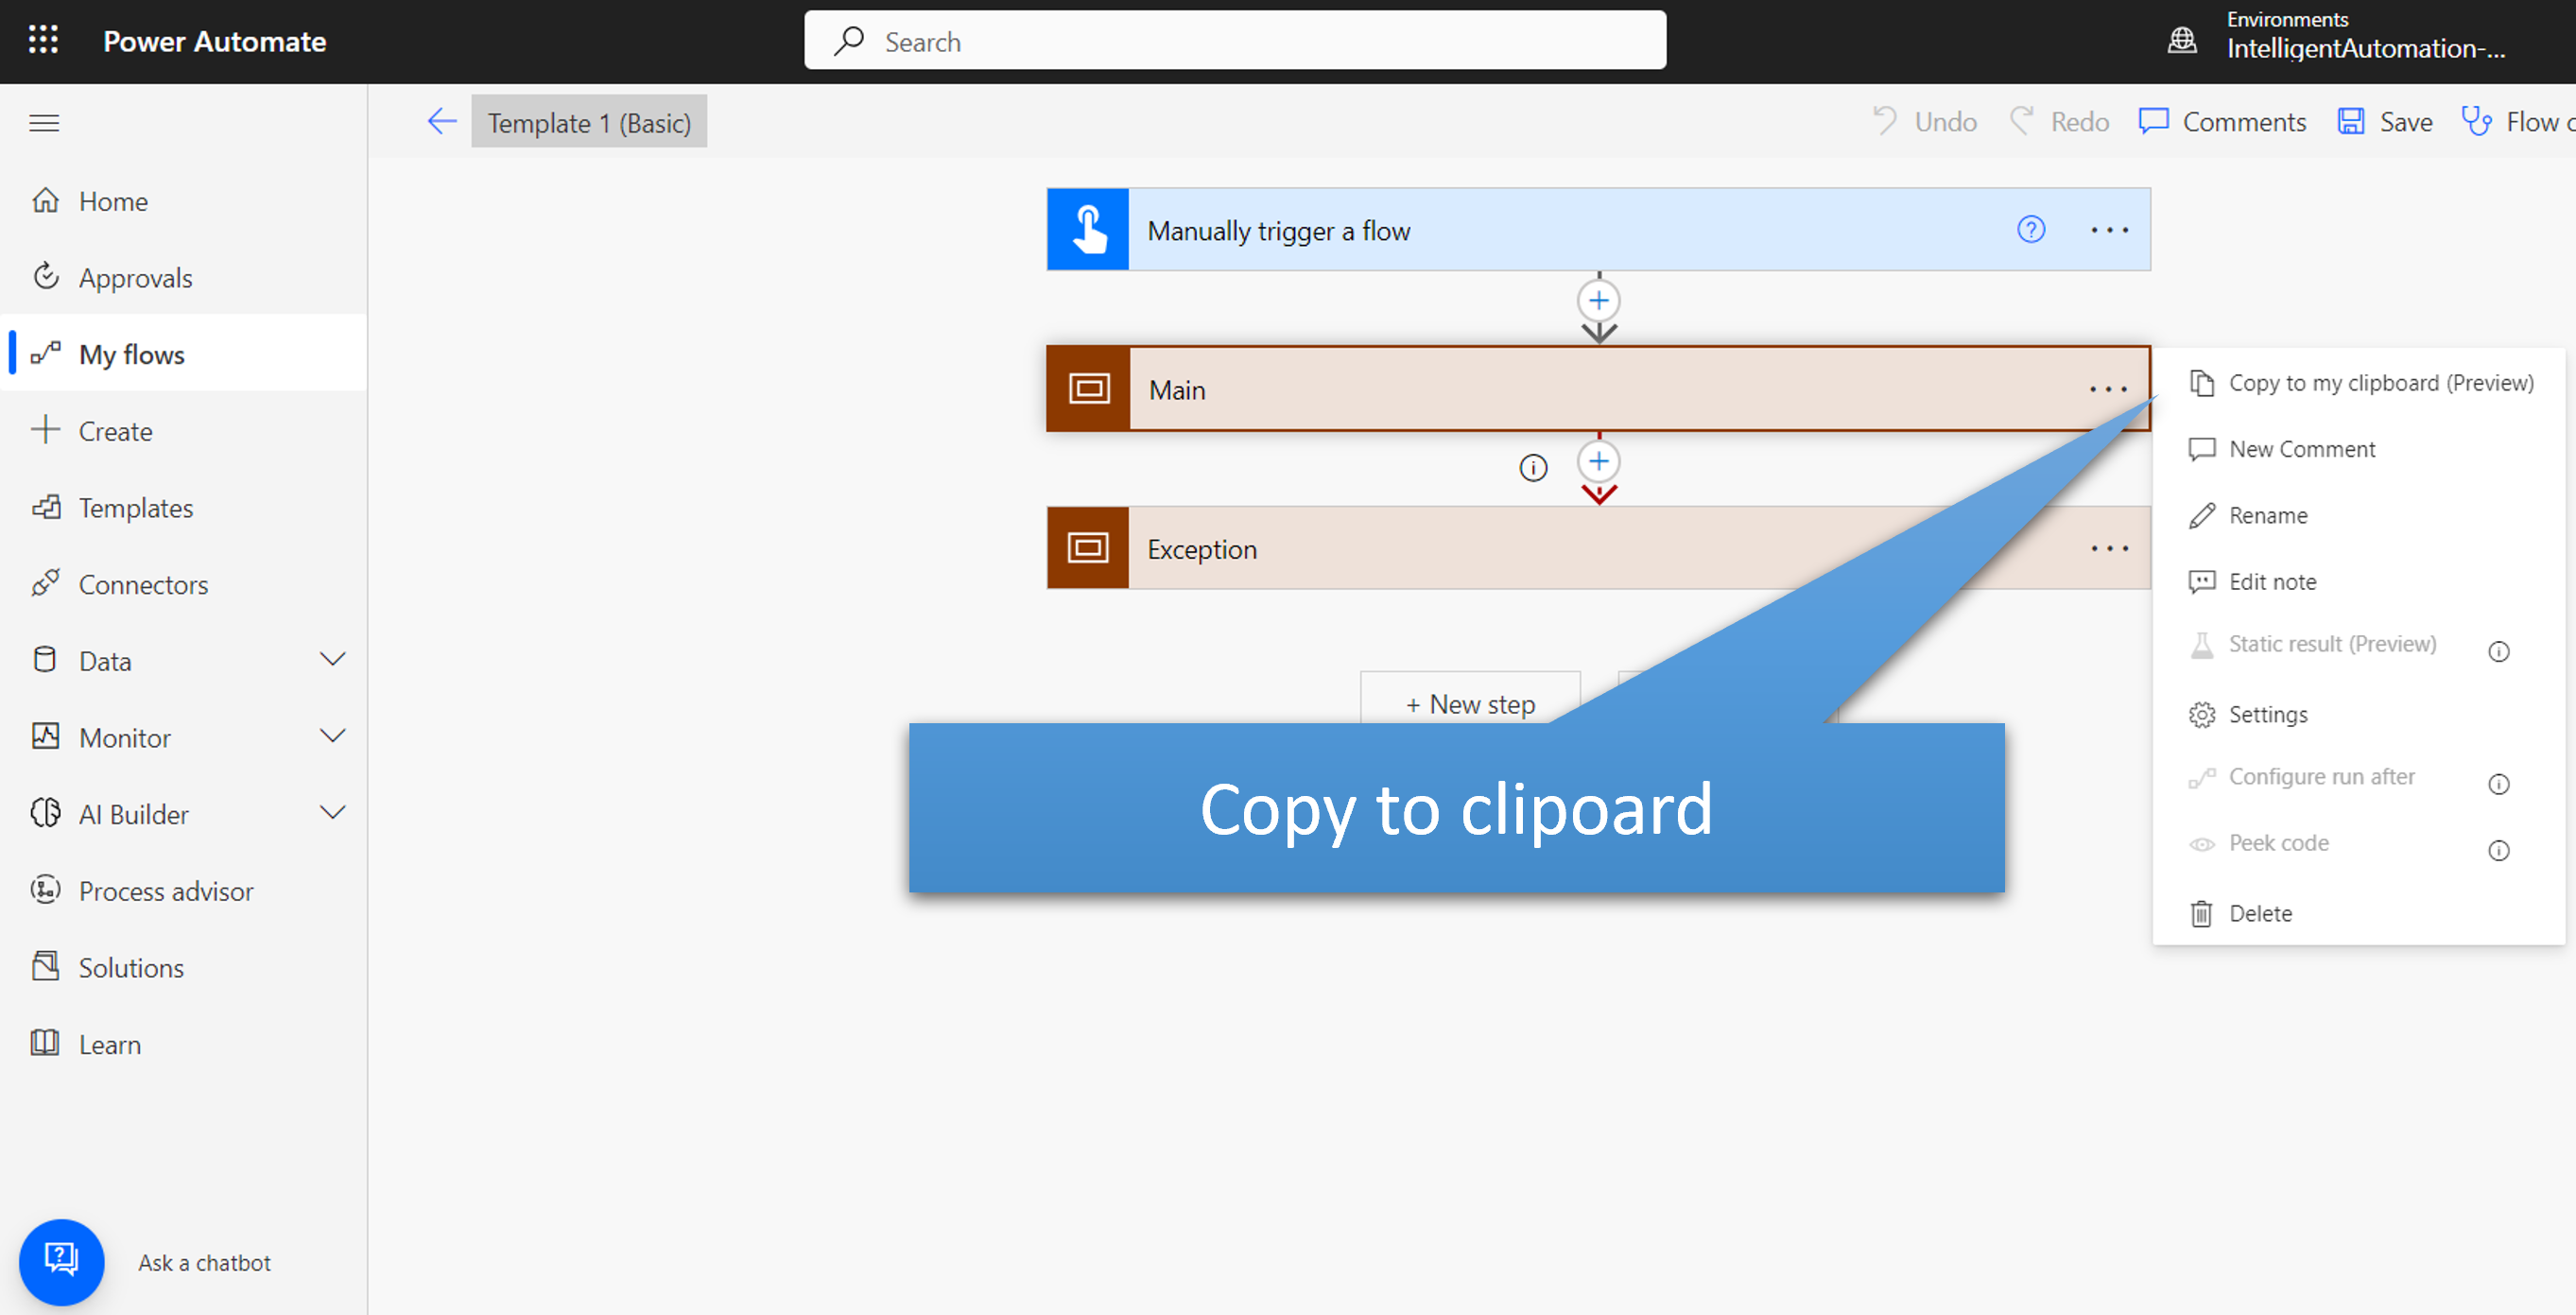 Power Automate
Search
Environments
IntelligentAutomation-...
Template 1 (Basic)
Undo
Redo
Comments
Save
Flow c
Home
Approvals
My flows
Create
Templates
Connectors
Data
Monitor
AI Builder
Process advisor
Solutions
Learn
Ask a chatbot
Manually trigger a flow
Main
Exception
+ New step
Copy to clipoard
Copy to my clipboard (Preview)
New Comment
Rename
Edit note
Static result (Preview)
Settings
Configure run after
Peek code
Delete